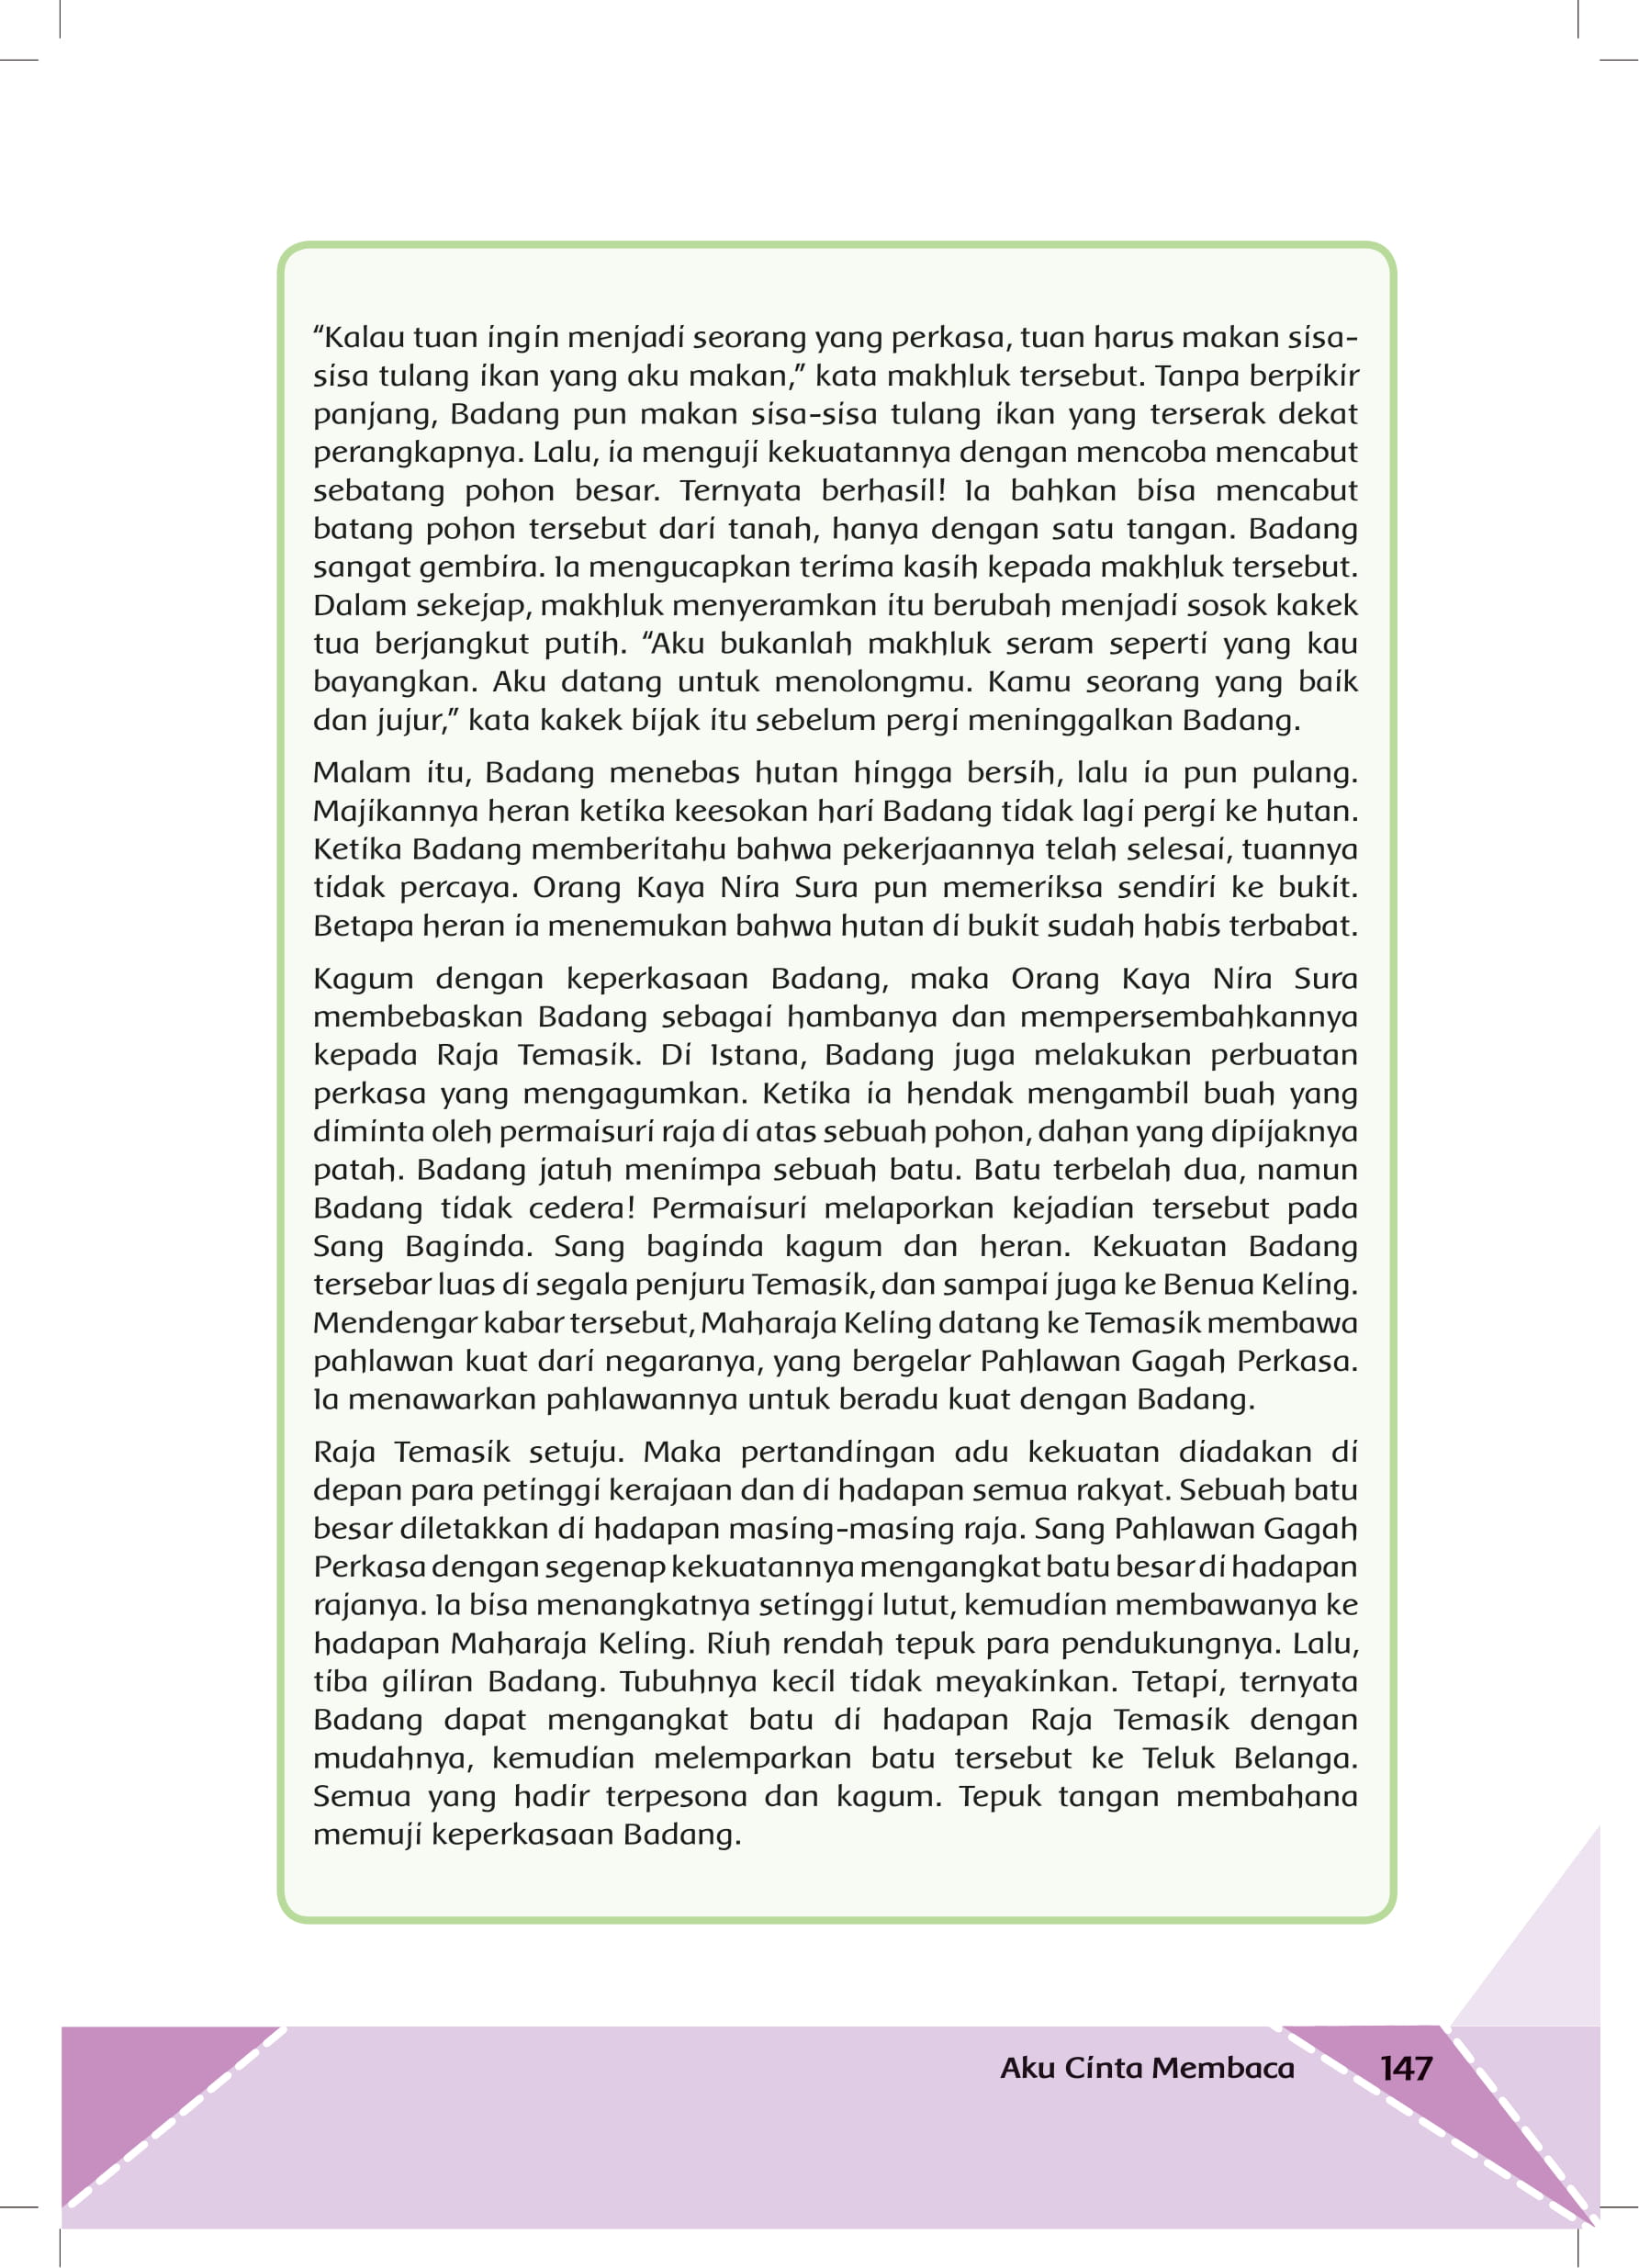 “Kalau tuan ingin menjadi seorang yang perkasa, tuan harus makan sisa-
sisa tulang ikan yang aku makan,” kata makhluk tersebut. Tanpa berpikir
panjang, Badang pun makan sisa-sisa tulang ikan yang terserak dekat
perangkapnya. Lalu, ia menguji kekuatannya dengan mencoba mencabut
sebatang pohon besar. Ternyata berhasil! Ia bahkan bisa mencabut
batang pohon tersebut dari tanah, hanya dengan satu tangan. Badang
sangat gembira. Ia mengucapkan terima kasih kepada makhluk tersebut.
Dalam sekejap, makhluk menyeramkan itu berubah menjadi sosok kakek
tua berjangkut putih. “Aku bukanlah makhluk seram seperti yang kau
bayangkan. Aku datang untuk menolongmu. Kamu seorang yang baik
dan jujur,” kata kakek bijak itu sebelum pergi meninggalkan Badang.
Malam itu, Badang menebas hutan hingga bersih, lalu ia pun pulang.
Majikannya heran ketika keesokan hari Badang tidak lagi pergi ke hutan.
Ketika Badang memberitahu bahwa pekerjaannya telah selesai, tuannya
tidak percaya. Orang Kaya Nira Sura pun memeriksa sendiri ke bukit.
Betapa heran ia menemukan bahwa hutan di bukit sudah habis terbabat.
Kagum dengan keperkasaan Badang, maka Orang Kaya Nira Sura
membebaskan Badang sebagai hambanya dan mempersembahkannya
kepada Raja Temasik. Di Istana, Badang juga melakukan perbuatan
perkasa yang mengagumkan. Ketika ia hendak mengambil buah yang
diminta oleh permaisuri raja di atas sebuah pohon, dahan yang dipijaknya
patah. Badang jatuh menimpa sebuah batu. Batu terbelah dua, namun
Badang tidak cedera! Permaisuri melaporkan kejadian tersebut pada
Sang Baginda. Sang baginda kagum dan heran. Kekuatan Badang
tersebar luas di segala penjuru Temasik, dan sampai juga ke Benua Keling.
Mendengar kabar tersebut, Maharaja Keling datang ke Temasik membawa
pahlawan kuat dari negaranya, yang bergelar Pahlawan Gagah Perkasa.
Ia menawarkan pahlawannya untuk beradu kuat dengan Badang.
Raja Temasik setuju. Maka pertandingan adu kekuatan diadakan di
depan para petinggi kerajaan dan di hadapan semua rakyat. Sebuah batu
besar diletakkan di hadapan masing-masing raja. Sang Pahlawan Gagah
Perkasa dengan segenap kekuatannya mengangkat batu besar di hadapan
rajanya. Ia bisa menangkatnya setinggi lutut, kemudian membawanya ke
hadapan Maharaja Keling. Riuh rendah tepuk para pendukungnya. Lalu,
tiba giliran Badang. Tubuhnya kecil tidak meyakinkan. Tetapi, ternyata
Badang dapat mengangkat batu di hadapan Raja Temasik dengan
mudahnya, kemudian melemparkan batu tersebut ke Teluk Belanga.
Semua yang hadir terpesona dan kagum. Tepuk tangan membahana
memuji keperkasaan Badang.
Aku Cinta Membaca 147